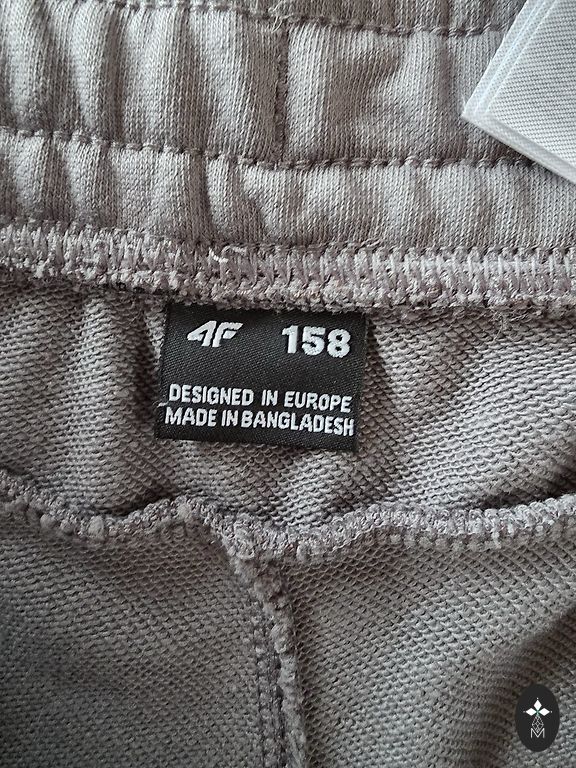 4F 158
DESIGNED IN EUROPE
MADE IN BANGLADESH
M